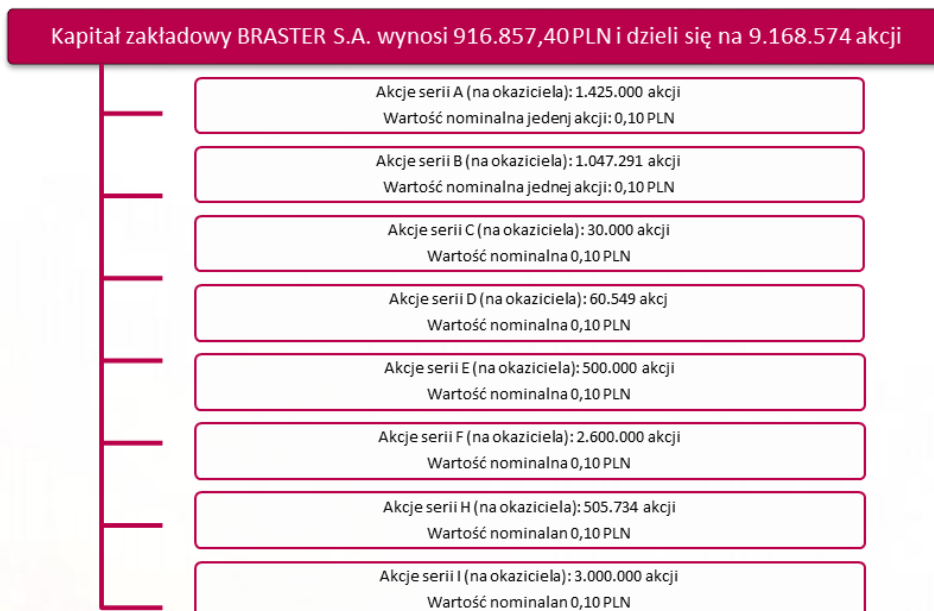 Kapitał zakładowy BRASTER S.A. wynosi 916.857,40 PLN i dzieli się na 9.168.574 akcji
Akcje serii A (na okaziciela): 1.425.000 akcji
Wartość nominalna jedenj akcji: 0,10 PLN
Akcje serii B (na okaziciela): 1.047.291 akcji
Wartość nominalna jednej akcji: 0,10 PLN
Akcje serii C (na okaziciela): 30.000 akcji
Wartość nominalna 0,10 PLN
Akcje serii D (na okaziciela): 60.549 akcj
Wartość nominalna 0,10 PLN
Akcje serii E (na okaziciela): 500.000 akcji
Wartość nominalna 0,10 PLN
Akcje serii F (na okaziciela): 2.600.000 akcji
Wartość nominalna 0,10 PLN
Akcje serii H (na okaziciela): 505.734 akcji
Wartość nominalan 0,10 PLN
Akcje serii I (na okaziciela): 3.000.000 akcji
Wartość nominalan 0,10 PLN